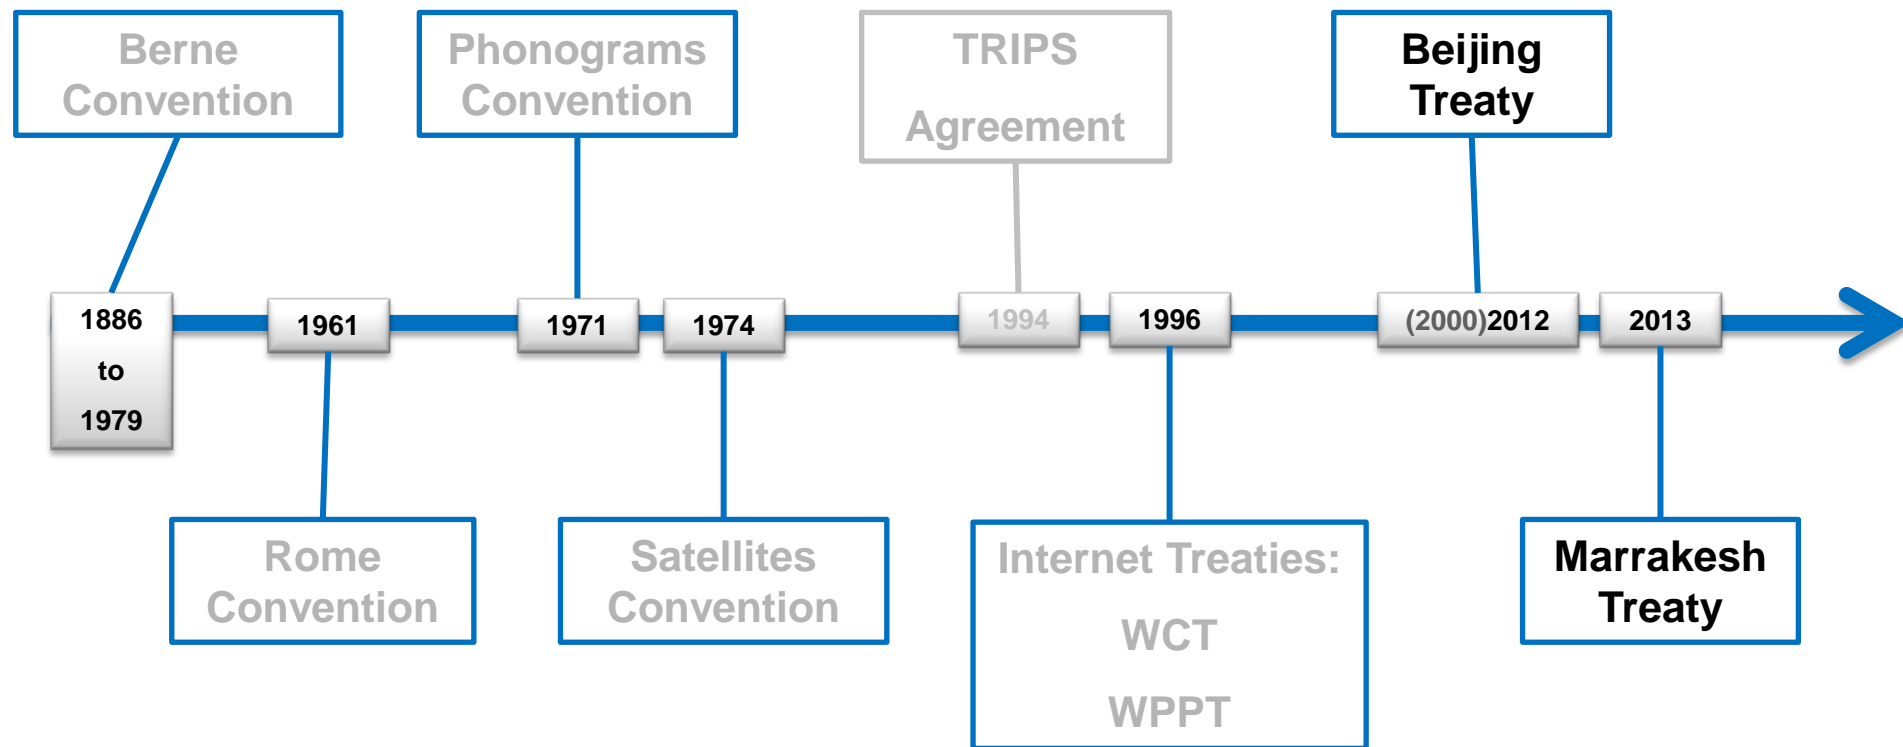 Berne
Convention
Phonograms
Convention
TRIPS
Agreement
Beijing
Treaty
1886
to
1979
1961
1971
1974
1994
1996
(2000)2012
2013
Rome
Convention
Satellites
Convention
Internet Treaties:
WCT
WPPT
Marrakesh
Treaty